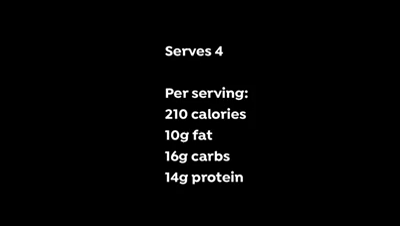 Serves 4
Per serving:
210 calories
10g fat
16g carbs
14g protein